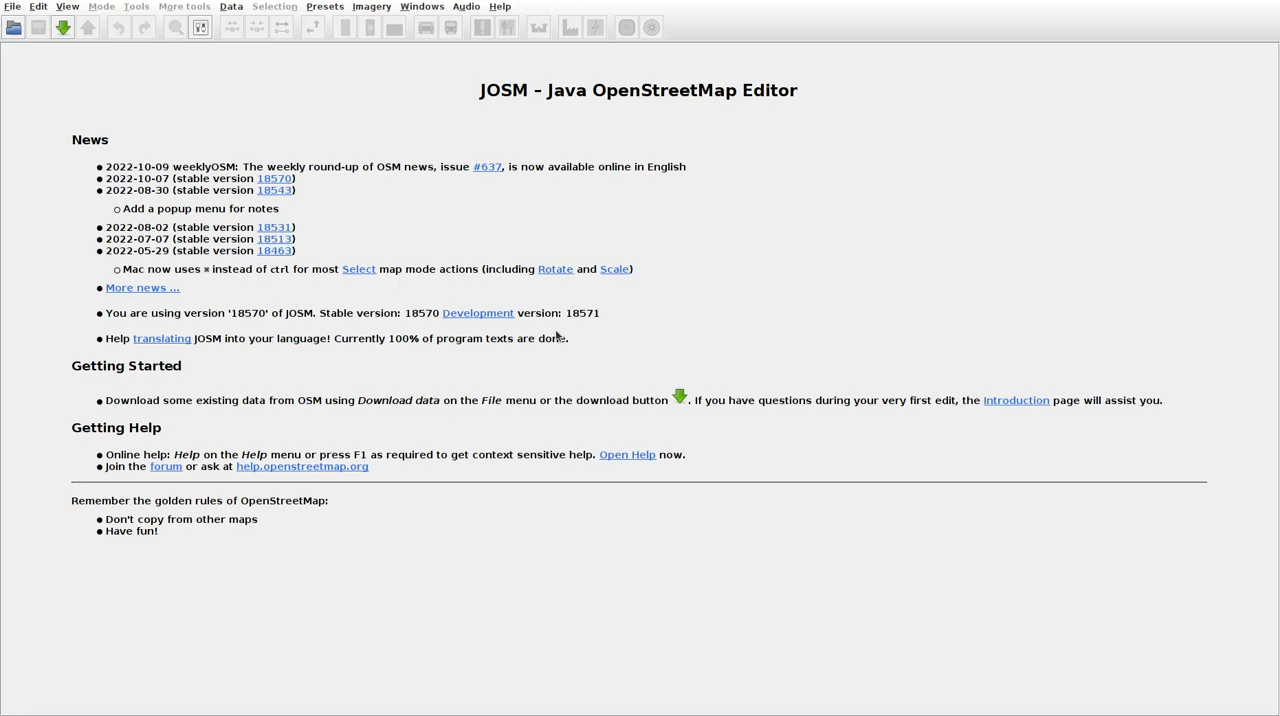 File Edit View Mode Tools More tools Data Selection Presets Imagery Windows Audio Help
JOSM – Java OpenStreetMap Editor
News
2022-10-09 weeklyOSM: The weekly round-up of OSM news, issue #637, is now available online in English
2022-10-07 (stable version 18570)
2022-08-30 (stable version 18543)
Add a popup menu for notes
2022-08-02 (stable version 18531)
2022-07-07 (stable version 18513)
2022-05-29 (stable version 18463)
Mac now uses ⌘ instead of ctrl for most Select map mode actions (including Rotate and Scale)
More news ...
You are using version '18570' of JOSM. Stable version: 18570 Development version: 18571
Help translating JOSM into your language! Currently 100% of program texts are done.
Getting Started
Download some existing data from OSM using Download data on the File menu or the download button . If you have questions during your very first edit, the Introduction page will assist you.
Getting Help
Online help: Help on the Help menu or press F1 as required to get context sensitive help. Open Help now.
Join the forum or ask at help.openstreetmap.org
Remember the golden rules of OpenStreetMap:
Don't copy from other maps
Have fun!